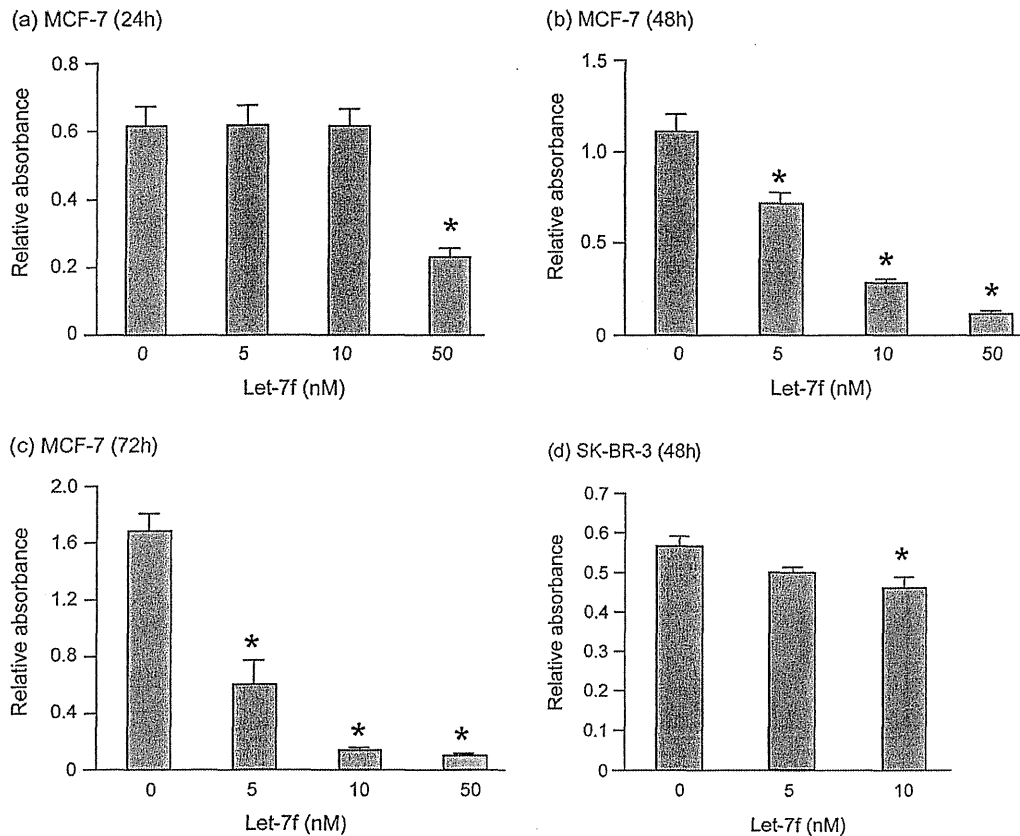 (a) MCF-7 (24h)
Relative absorbance
0.8
0.6
0.4
0.2
0
*
0 5 10 50
Let-7f (nM)
(b) MCF-7 (48h)
Relative absorbance
1.5
1.0
0.5
0
* * *
0 5 10 50
Let-7f (nM)
(c) MCF-7 (72h)
Relative absorbance
2.0
1.6
1.2
0.8
0.4
0
* * *
0 5 10 50
Let-7f (nM)
(d) SK-BR-3 (48h)
Relative absorbance
0.7
0.6
0.5
0.4
0.3
0.2
0.1
0
*
0 5 10
Let-7f (nM)